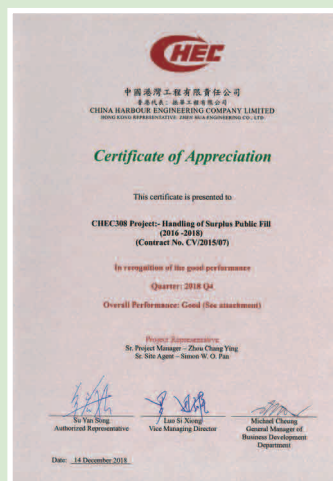 CHEC
中國港灣工程有限責任公司
香港代表：振華工程有限公司
CHINA HARBOUR ENGINEERING COMPANY LIMITED
HONG KONG REPRESENTATIVE: ZHEN HUA ENGINEERING CO., LTD.
Certificate of Appreciation
This certificate is presented to
CHEC308 Project:- Handling of Surplus Public Fill
(2016 -2018)
(Contract No. CV/2015/07)
In recognition of the good performance
Quarter: 2018 Q4
Overall Performance: Good (See attachment)
Project Representative
Sr. Project Manager – Zhou Chang Ying
Sr. Site Agent – Simon W. O. Pan
Su Yan Song
Authorized Representative
Luo Si Xiong
Vice Managing Director
Michael Cheung
General Manager of
Business Development
Department
Date: 14 December 2018